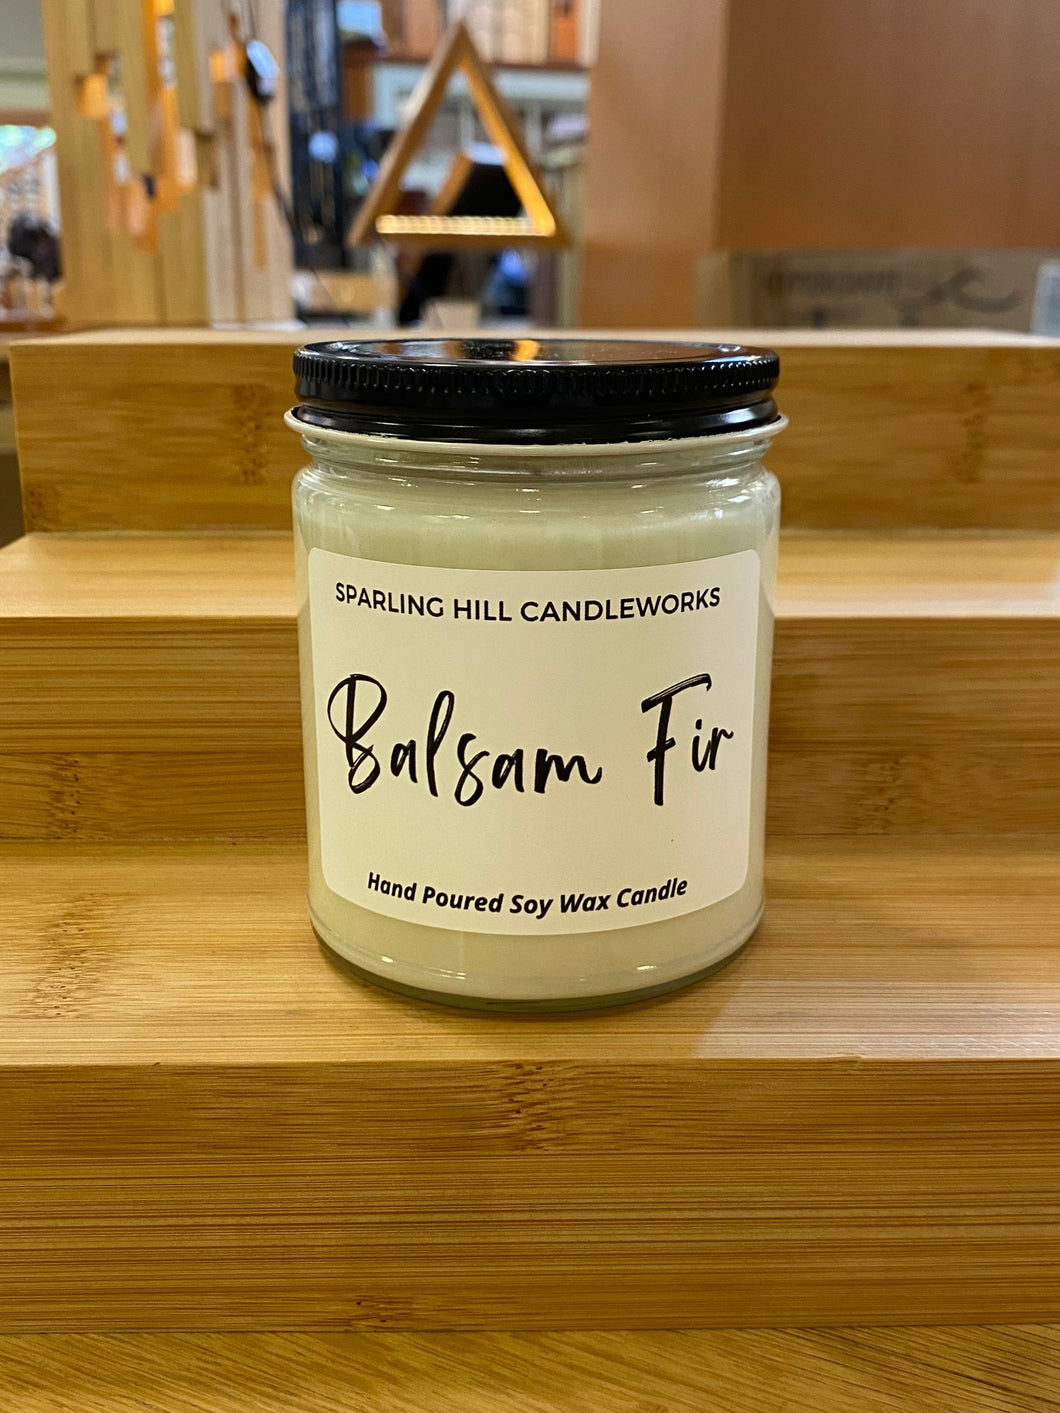 SPARLING HILL CANDLEWORKS
Balsam Fir
Hand Poured Soy Wax Candle